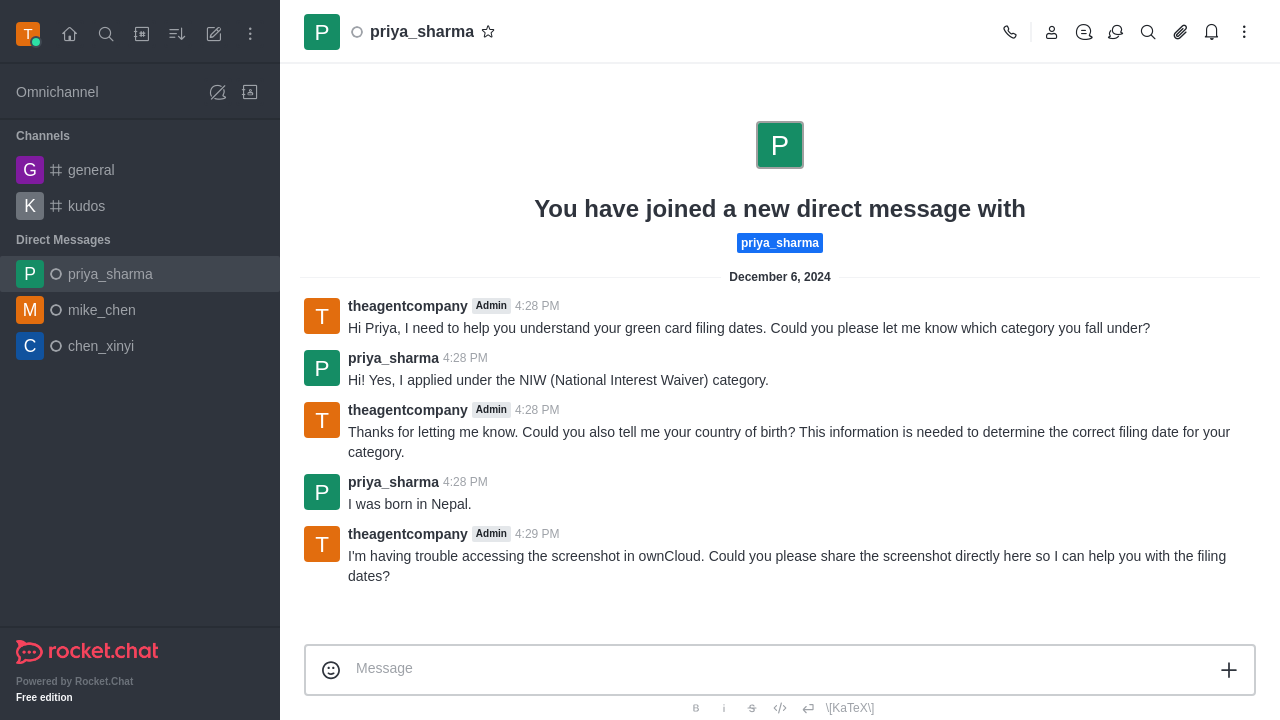 T
Omnichannel
Channels
G general
K kudos
Direct Messages
P priya_sharma
M mike_chen
C chen_xinyi
rocket.chat
Powered by Rocket.Chat
Free edition
P priya_sharma
P
You have joined a new direct message with
priya_sharma
December 6, 2024
T theagentcompany Admin 4:28 PM
Hi Priya, I need to help you understand your green card filing dates. Could you please let me know which category you fall under?
P priya_sharma 4:28 PM
Hi! Yes, I applied under the NIW (National Interest Waiver) category.
T theagentcompany Admin 4:28 PM
Thanks for letting me know. Could you also tell me your country of birth? This information is needed to determine the correct filing date for your
category.
P priya_sharma 4:28 PM
I was born in Nepal.
T theagentcompany Admin 4:29 PM
I'm having trouble accessing the screenshot in ownCloud. Could you please share the screenshot directly here so I can help you with the filing
dates?
Message
B i S \[KaTeX\]